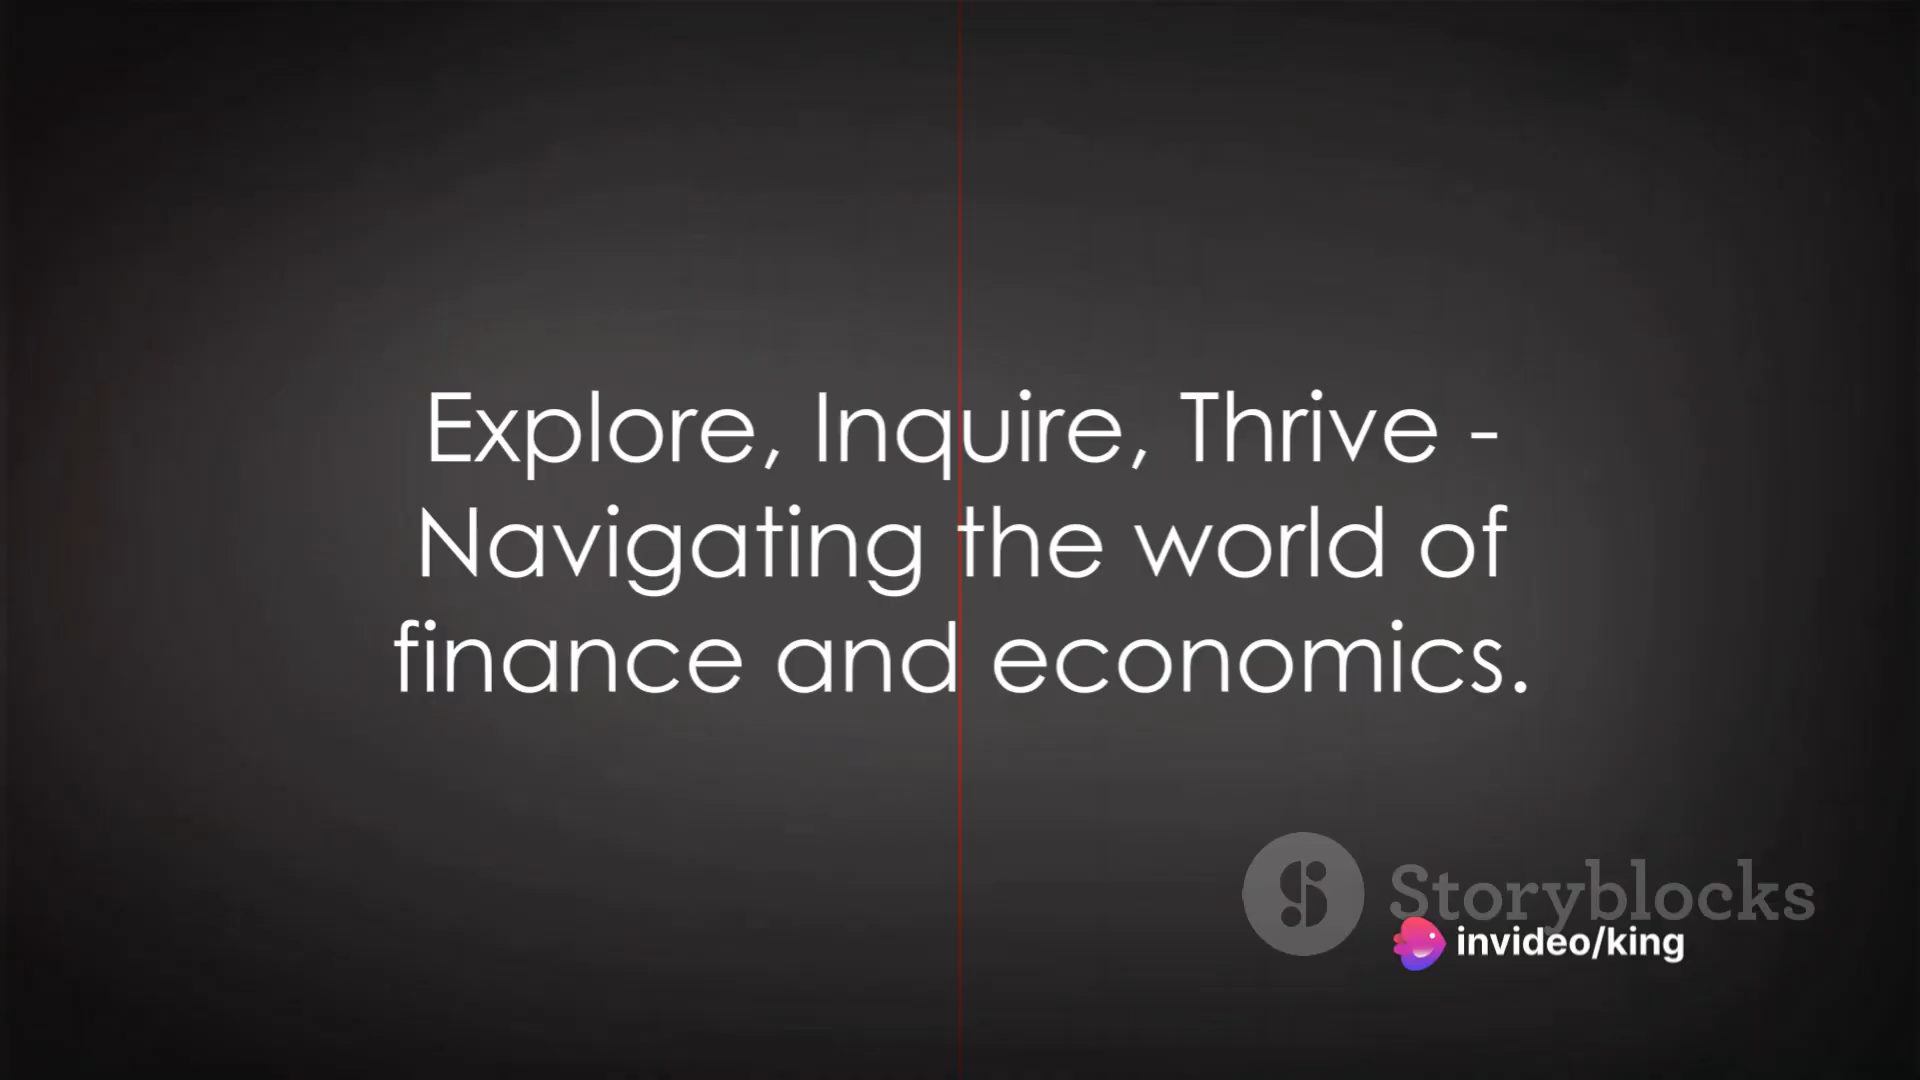 Explore, Inquire, Thrive -
Navigating the world of
finance and economics.
Storyblocks
invideo/king